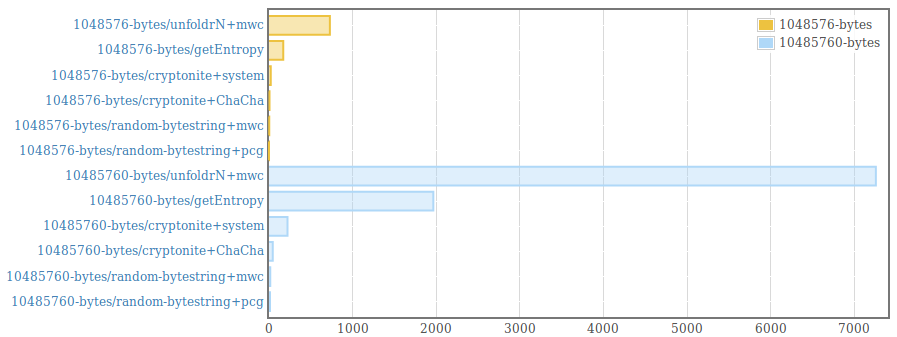 1048576-bytes/unfoldrN+mwc
1048576-bytes/getEntropy
1048576-bytes/cryptonite+system
1048576-bytes/cryptonite+ChaCha
1048576-bytes/random-bytestring+mwc
1048576-bytes/random-bytestring+pcg
10485760-bytes/unfoldrN+mwc
10485760-bytes/getEntropy
10485760-bytes/cryptonite+system
10485760-bytes/cryptonite+ChaCha
10485760-bytes/random-bytestring+mwc
10485760-bytes/random-bytestring+pcg
1048576-bytes
10485760-bytes
0 1000 2000 3000 4000 5000 6000 7000